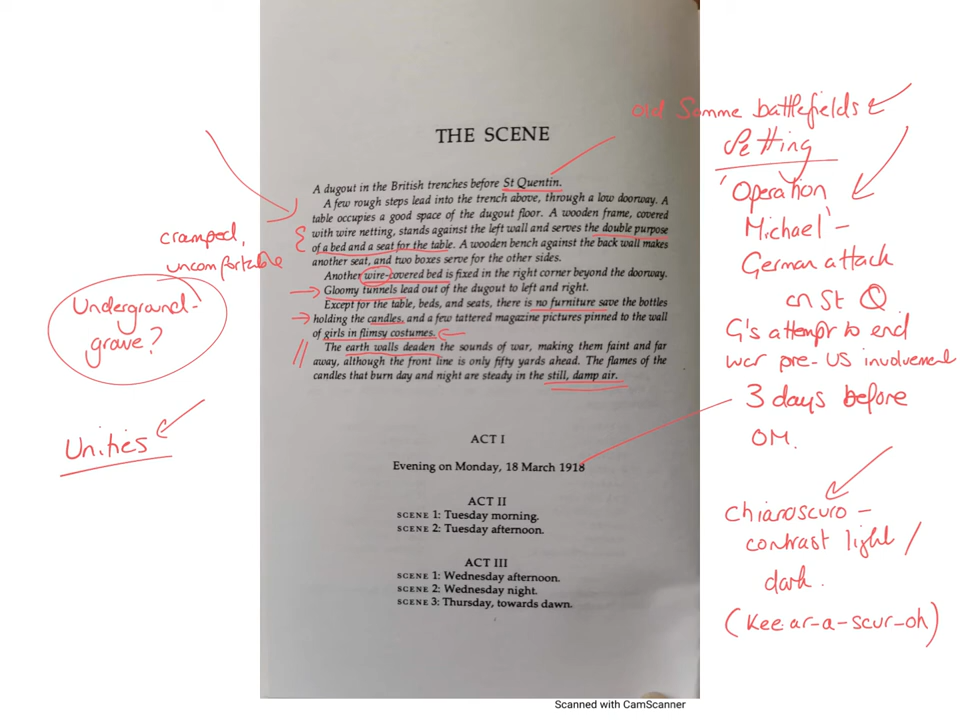 Old Somme battlefields
THE SCENE
Setting
A dugout in the British trenches before St Quentin.
A few rough steps lead into the trench above, through a low doorway. A
table occupies a good space of the dugout floor. A wooden frame, covered
with wire netting, stands against the left wall and serves the double purpose
of a bed and a seat for the table. A wooden bench against the back wall makes
another seat, and two boxes serve for the other sides.
Another wire-covered bed is fixed in the right corner beyond the doorway.
Gloomy tunnels lead out of the dugout to left and right.
Except for the table, beds, and seats, there is no furniture save the bottles
holding the candles, and a few tattered magazine pictures pinned to the wall
of girls in flimsy costumes.
The earth walls deaden the sounds of war, making them faint and far
away, although the front line is only fifty yards ahead. The flames of the
candles that burn day and night are steady in the still, damp air.
cramped,
uncomfortable
Underground-
grave?
Unities
'Operation
Michael' -
German attack
on St Q
G's attempt to end
war pre-US involvement
3 days before
OM.
ACT I
Evening on Monday, 18 March 1918
ACT II
SCENE 1: Tuesday morning.
SCENE 2: Tuesday afternoon.
ACT III
SCENE 1: Wednesday afternoon.
SCENE 2: Wednesday night.
SCENE 3: Thursday, towards dawn.
chiaroscuro -
contrast light /
dark.
(Kee-ar-a-scur-oh)
Scanned with CamScanner